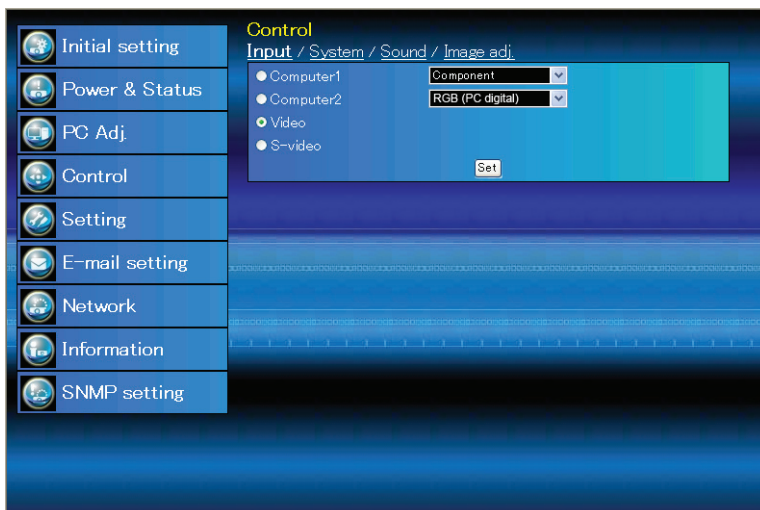 Initial setting
Power & Status
PC Adj.
Control
Setting
E-mail setting
Network
Information
SNMP setting
Control
Input / System / Sound / Image adj.
Computer1 Component
Computer2 RGB (PC digital)
Video
S-video
Set